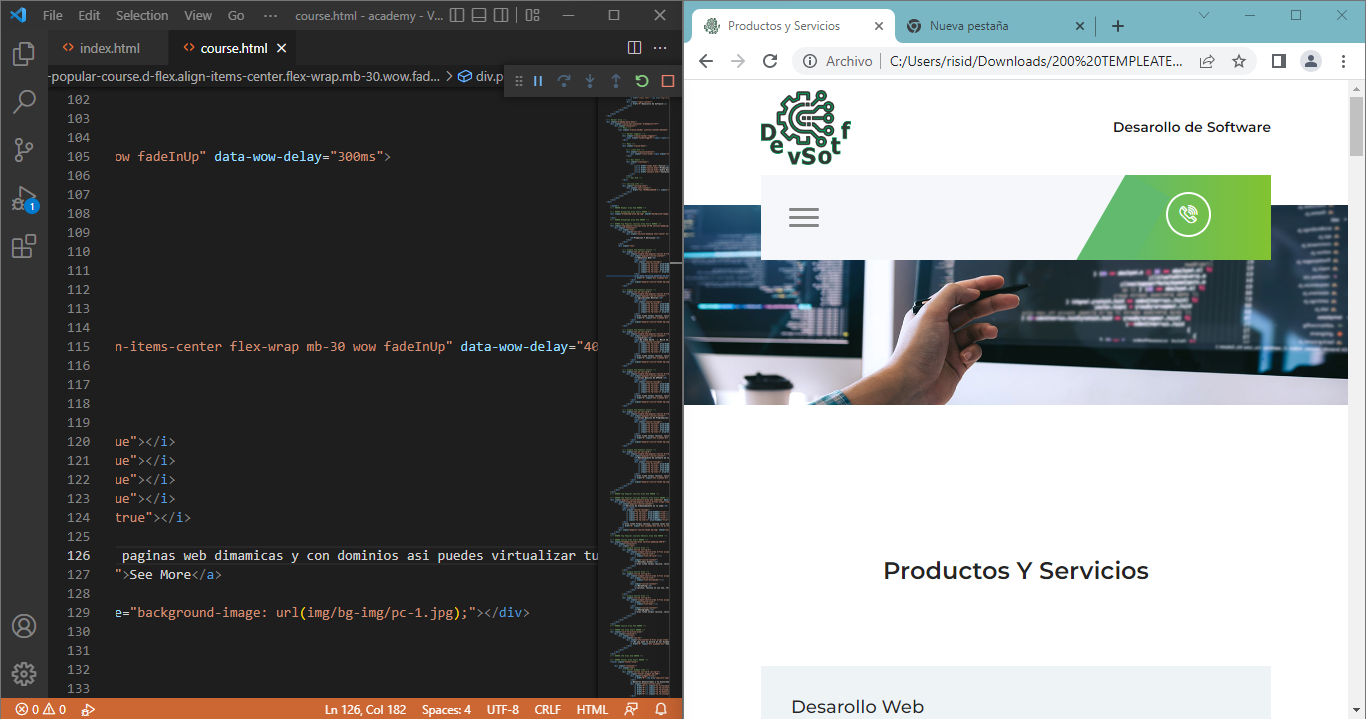 File Edit Selection View Go ··· course.html - academy - V...
index.html course.html
-popular-course.d-flex.align-items-center.flex-wrap.mb-30.wow.fad... > div.p
102
103
104
105 ow fadeInUp" data-wow-delay="300ms">
106
107
108
109
110
111
112
113
114
115 n-items-center flex-wrap mb-30 wow fadeInUp" data-wow-delay="40
116
117
118
119
120 ue"></i>
121 ue"></i>
122 ue"></i>
123 ue"></i>
124 true"></i>
125
126 paginas web dimamicas y con dominios asi puedes virtualizar tu
127 ">See More</a>
128
129 e="background-image: url(img/bg-img/pc-1.jpg);"></div>
130
131
132
133
1
0 0 Ln 126, Col 182 Spaces: 4 UTF-8 CRLF HTML
Productos y Servicios Nueva pestaña
Archivo C:/Users/risid/Downloads/200%20TEMPLEATE...
DevSotf
Desarollo de Software
Productos Y Servicios
Desarollo Web